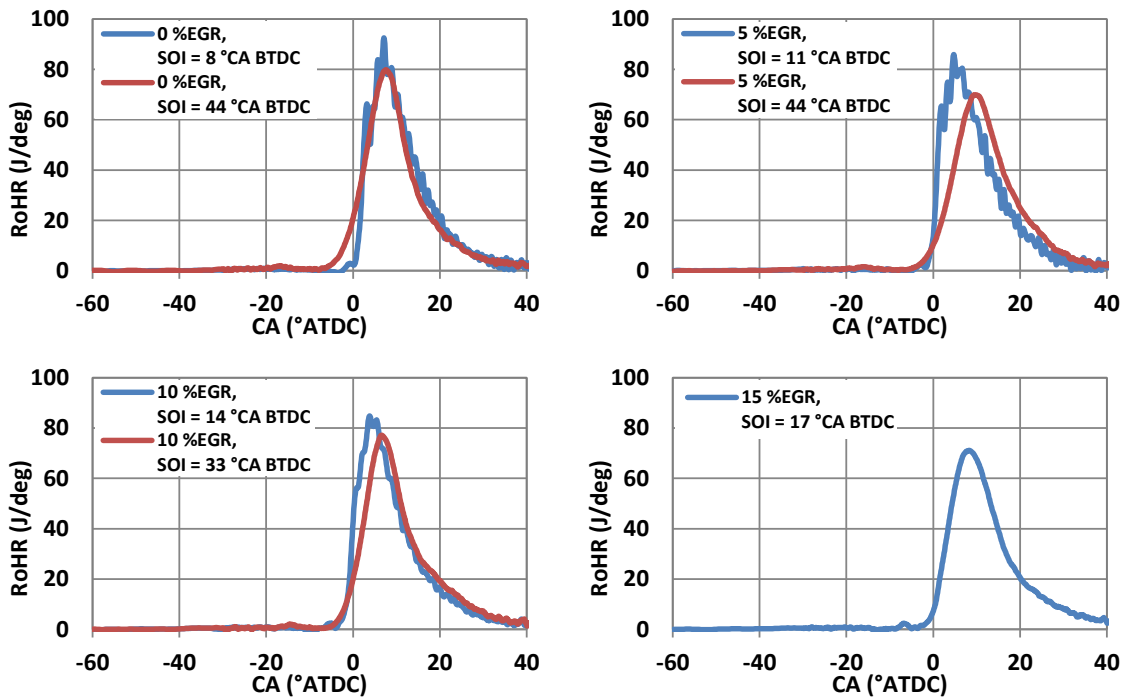 100
80
60
40
20
0
RoHR (J/deg)
0 %EGR,
SOI = 8 °CA BTDC
0 %EGR,
SOI = 44 °CA BTDC
-60 -40 -20 0 20 40
CA (°ATDC)
100
80
60
40
20
0
RoHR (J/deg)
5 %EGR,
SOI = 11 °CA BTDC
5 %EGR,
SOI = 44 °CA BTDC
-60 -40 -20 0 20 40
CA (°ATDC)
100
80
60
40
20
0
RoHR (J/deg)
10 %EGR,
SOI = 14 °CA BTDC
10 %EGR,
SOI = 33 °CA BTDC
-60 -40 -20 0 20 40
CA (°ATDC)
100
80
60
40
20
0
RoHR (J/deg)
15 %EGR,
SOI = 17 °CA BTDC
-60 -40 -20 0 20 40
CA (°ATDC)